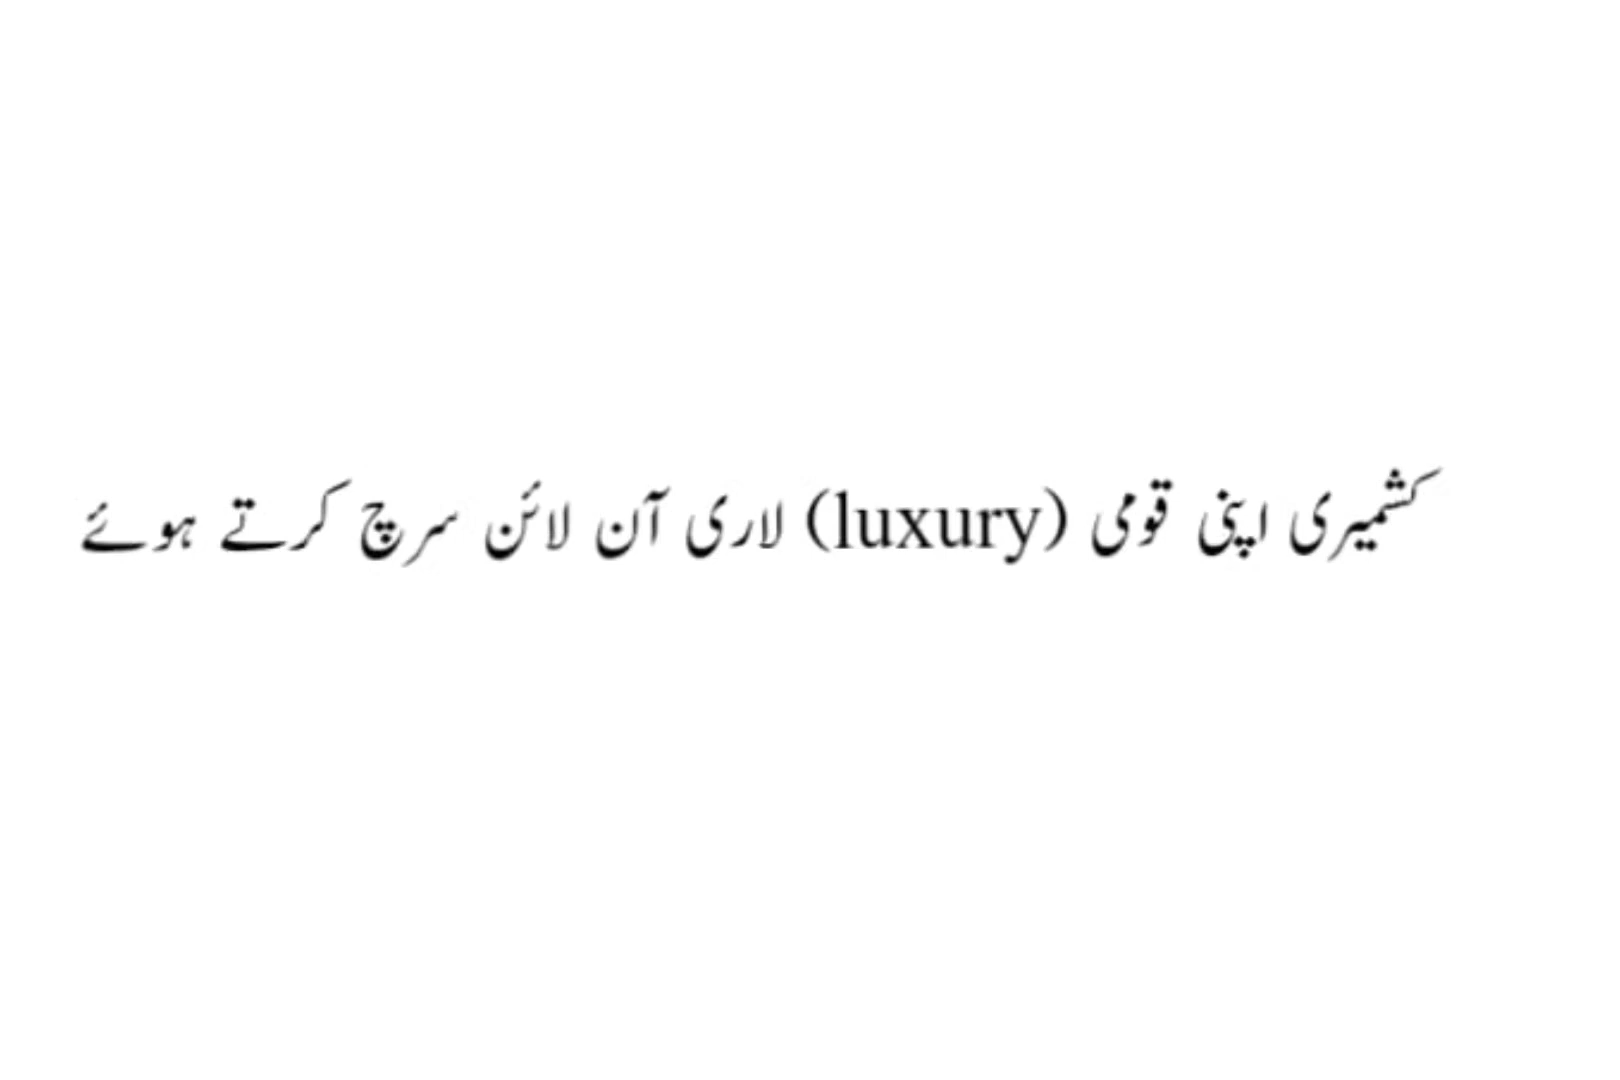 کشمیری اپنی قومی (luxury) لاری آن لائن سرچ کرتے ہوئے